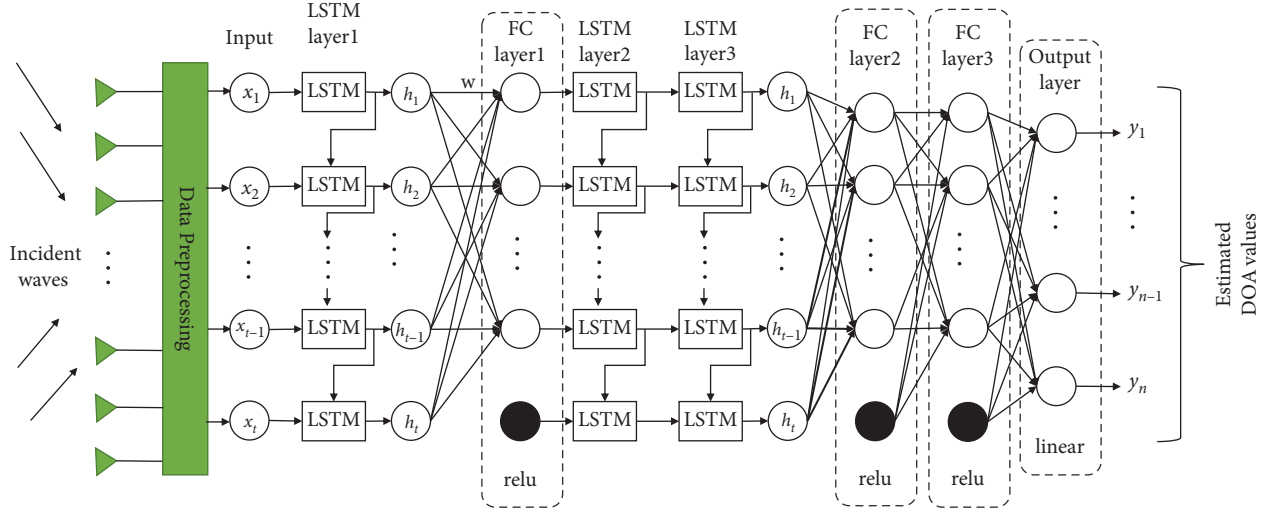 Incident
waves
Data Preprocessing
Input
x1
x2
xt−1
xt
LSTM
layer1
LSTM
LSTM
LSTM
LSTM
h1
h2
ht−1
ht
w
FC
layer1
relu
LSTM
layer2
LSTM
LSTM
LSTM
LSTM
LSTM
layer3
LSTM
LSTM
LSTM
LSTM
h1
h2
ht−1
ht
FC
layer2
relu
FC
layer3
relu
Output
layer
linear
y1
yn−1
yn
Estimated
DOA values